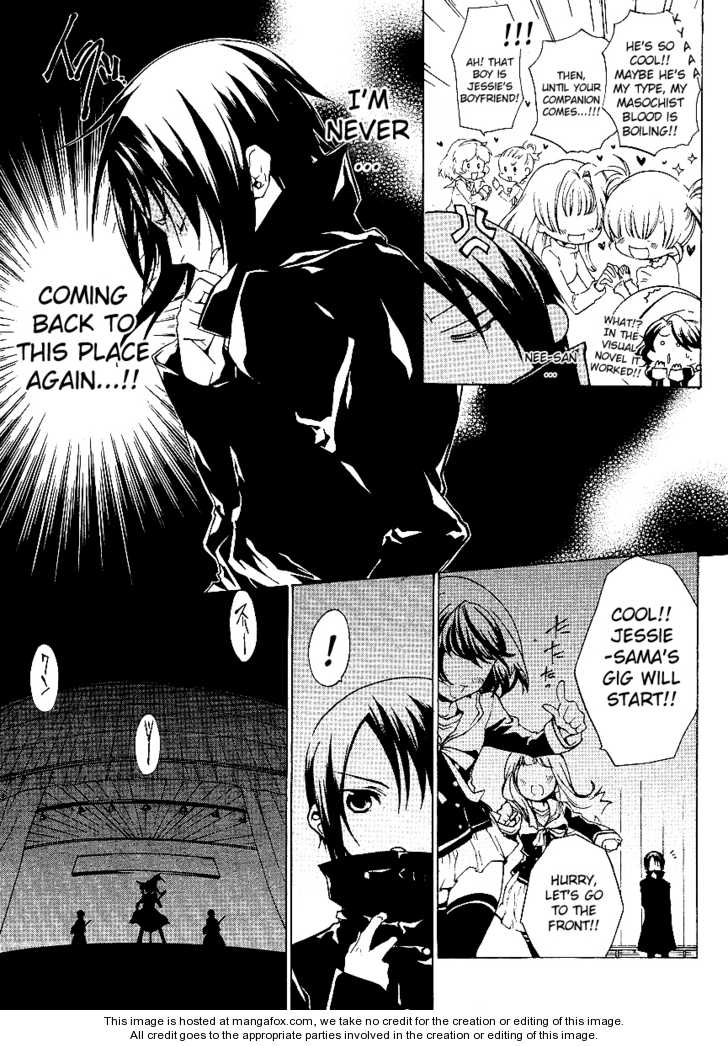 KYAAA
HE'S SO
COOL!!
MAYBE HE'S
MY TYPE, MY
MASOCHIST
BLOOD IS
BOILING!!
THEN,
UNTIL YOUR
COMPANION
COMES...!!!
!!!
AH! THAT
BOY IS
JESSIE'S
BOYFRIEND!
WHAT!?
IN THE
VISUAL
NOVEL IT
WORKED!!
NEE-SAN
...
I'M
NEVER
...
COMING
BACK TO
THIS PLACE
AGAIN...!!
COOL!!
JESSIE
-SAMA'S
GIG WILL
START!!
HURRY,
LET'S GO
TO THE
FRONT!!
!
This image is hosted at mangafox.com, we take no credit for the creation or editing of this image.
All credit goes to the appropriate parties involved in the creation or editing of this image.